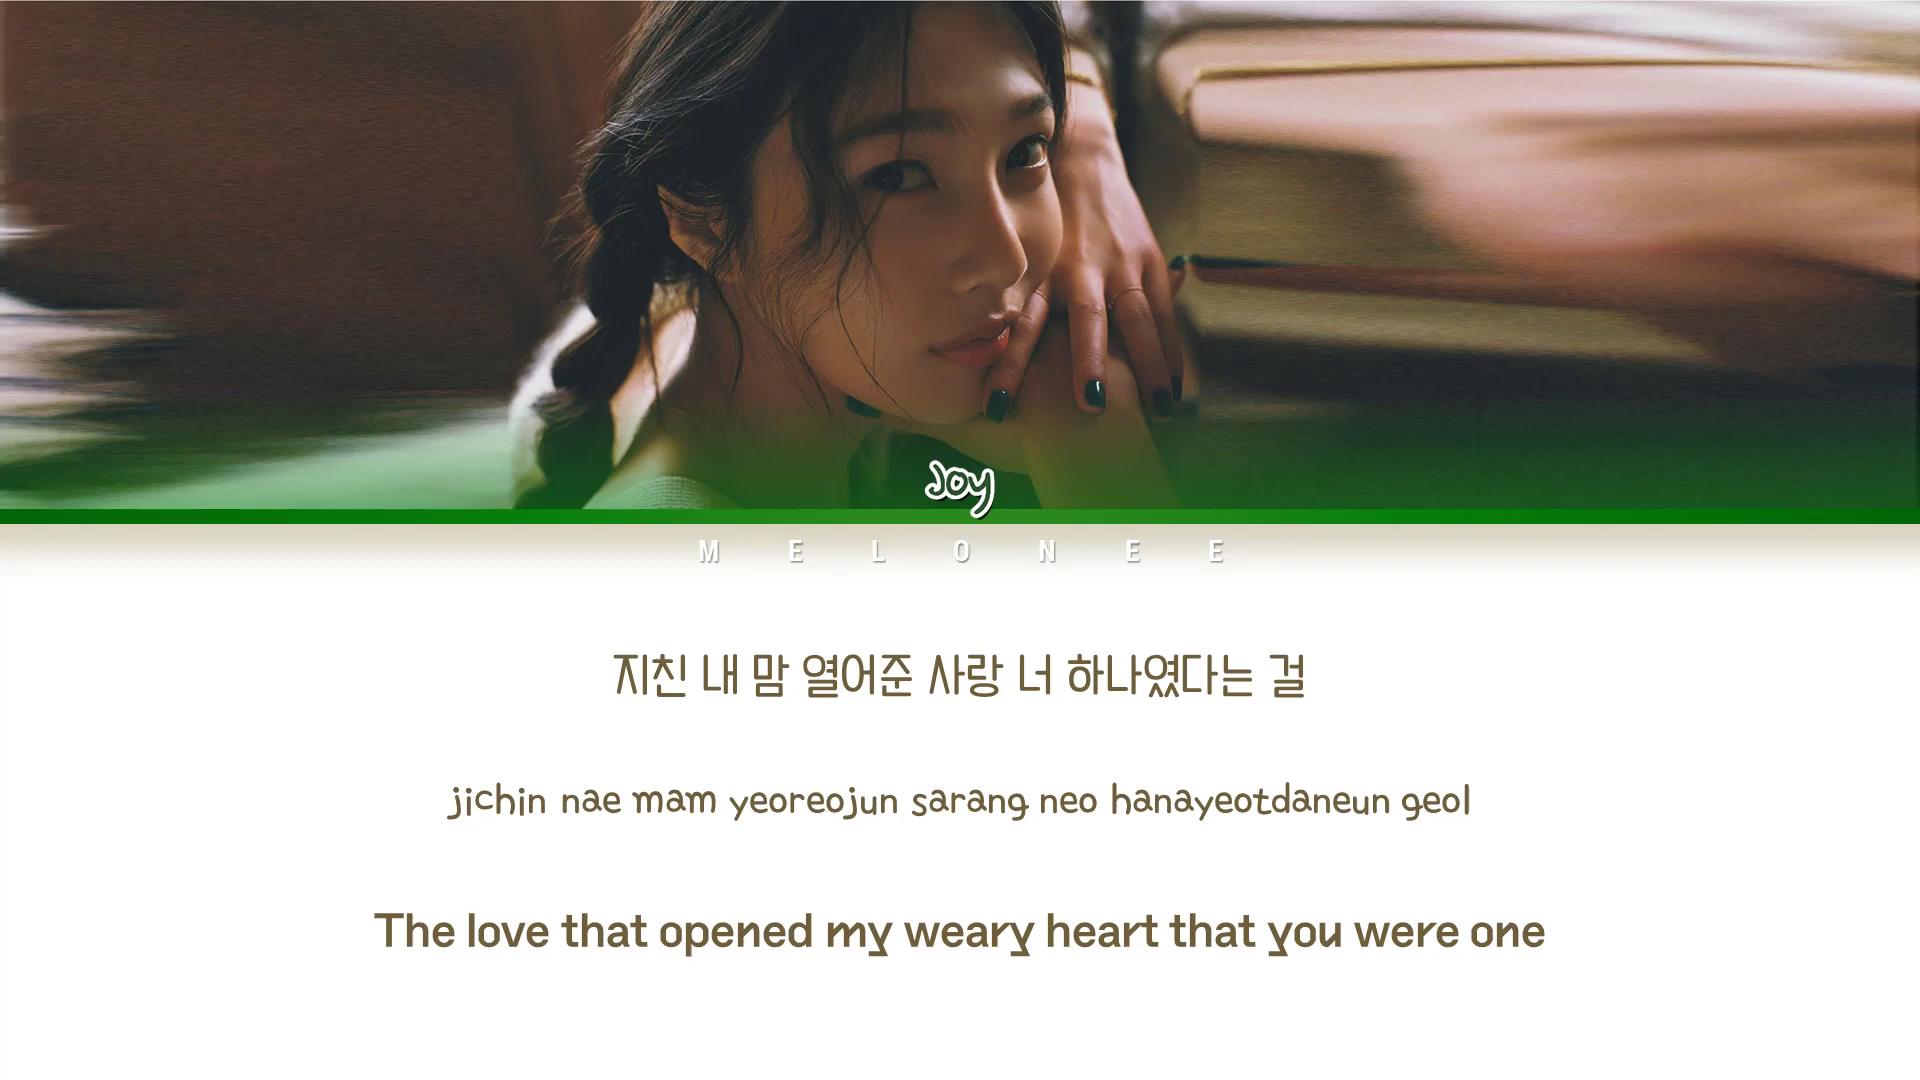 Joy
MELONEE
지친 내 맘 열어준 사랑 너 하나였다는 걸
jichin nae mam yeoreojun sarang neo hanayeotdaneun geol
The love that opened my weary heart that you were one